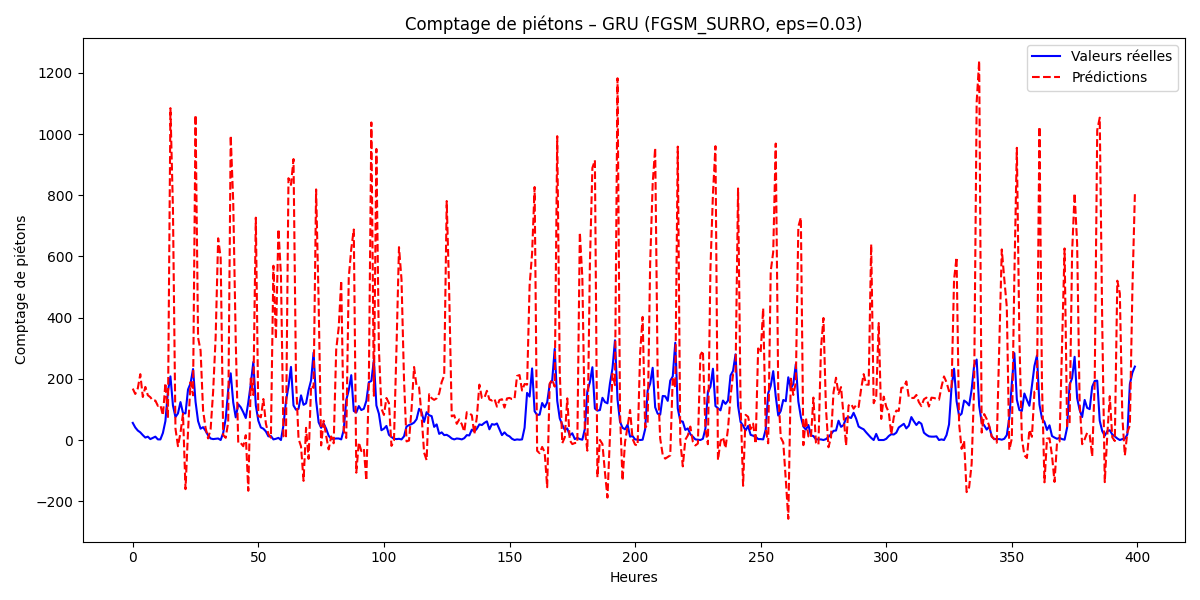 Comptage de piétons – GRU (FGSM_SURRO, eps=0.03)
Valeurs réelles
Prédictions
Comptage de piétons
1200
1000
800
600
400
200
0
−200
0 50 100 150 200 250 300 350 400
Heures